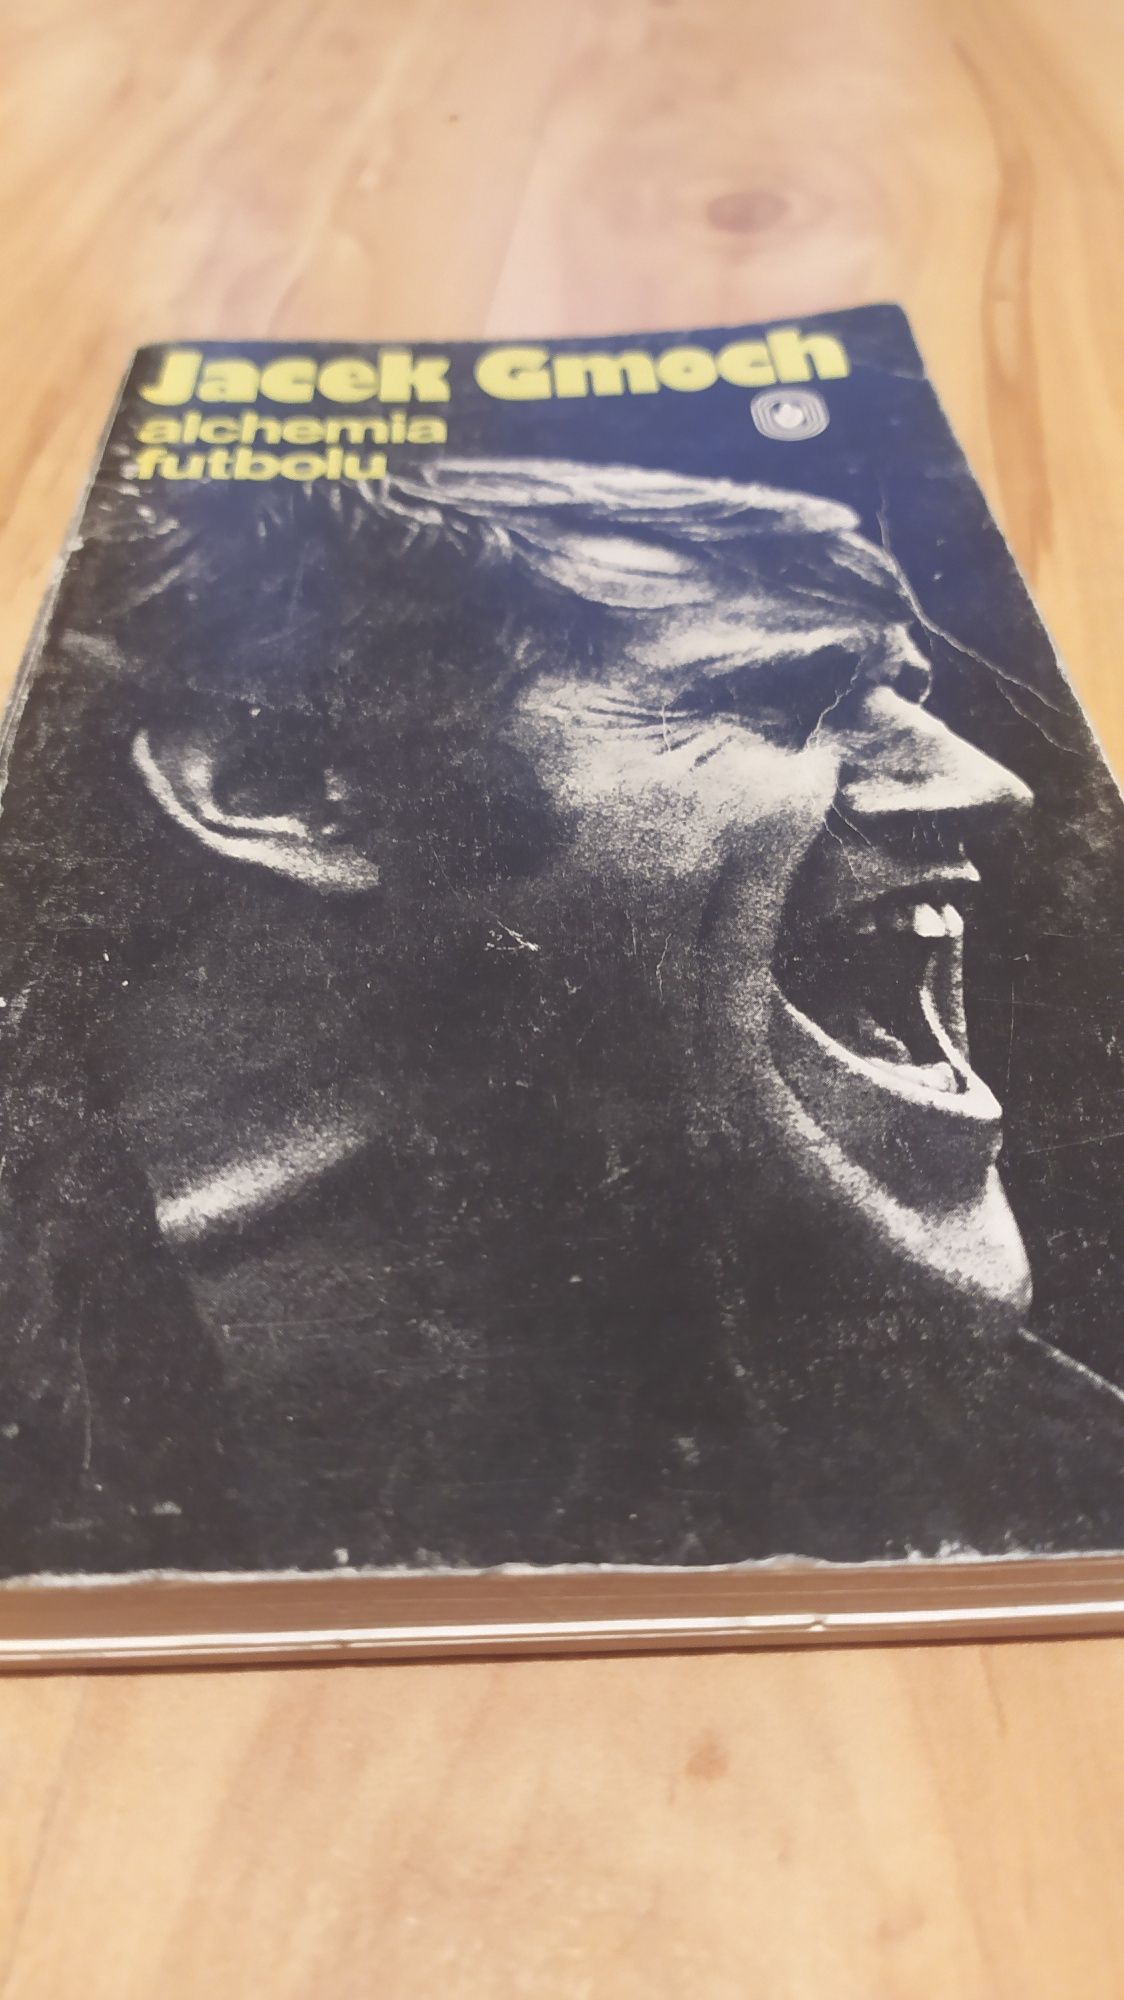 Jacek Gmoch
alchemia
futbolu